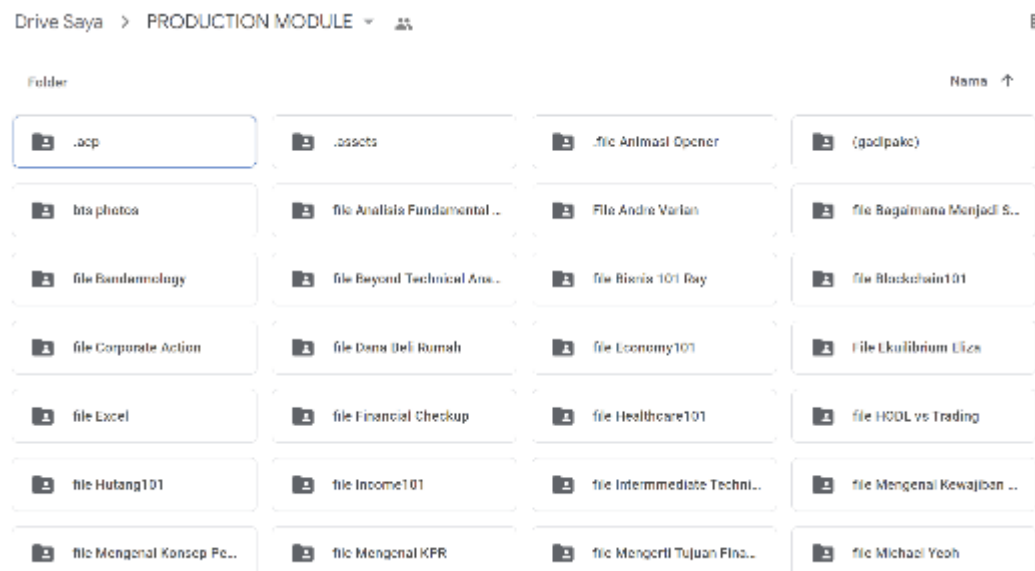 Drive Saya > PRODUCTION MODULE
Folder
Nama ↑
.aep
.assets
.file Animasi Opener
(gadipake)
bts photos
file Analisis Fundamental ...
File Andre Varian
file Bagaimana Menjadi S...
file Bandarmology
file Beyond Technical Ana...
file Bisnis 101 Ray
file Blockchain101
file Corporate Action
file Dana Beli Rumah
file Economy101
File Ekuilibrium Eliza
file Excel
file Financial Checkup
file Healthcare101
file HODL vs Trading
file Hutang101
file Income101
file Intermmediate Techni...
file Mengenal Kewajiban ...
file Mengenal Konsep Pe...
file Mengenal KPR
file Mengerti Tujuan Fina...
file Michael Yeoh